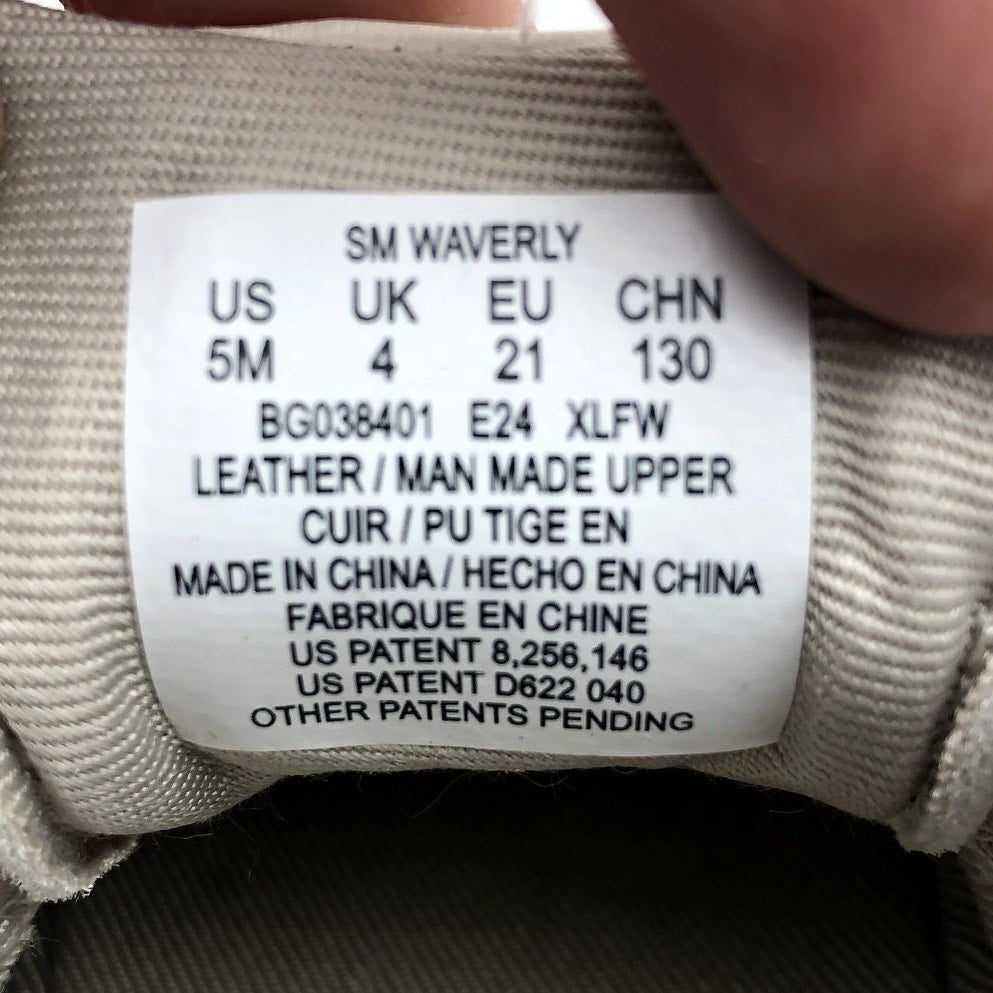 SM WAVERLY
US UK EU CHN
5M 4 21 130
BG038401 E24 XLFW
LEATHER / MAN MADE UPPER
CUIR / PU TIGE EN
MADE IN CHINA / HECHO EN CHINA
FABRIQUE EN CHINE
US PATENT 8,256,146
US PATENT D622 040
OTHER PATENTS PENDING